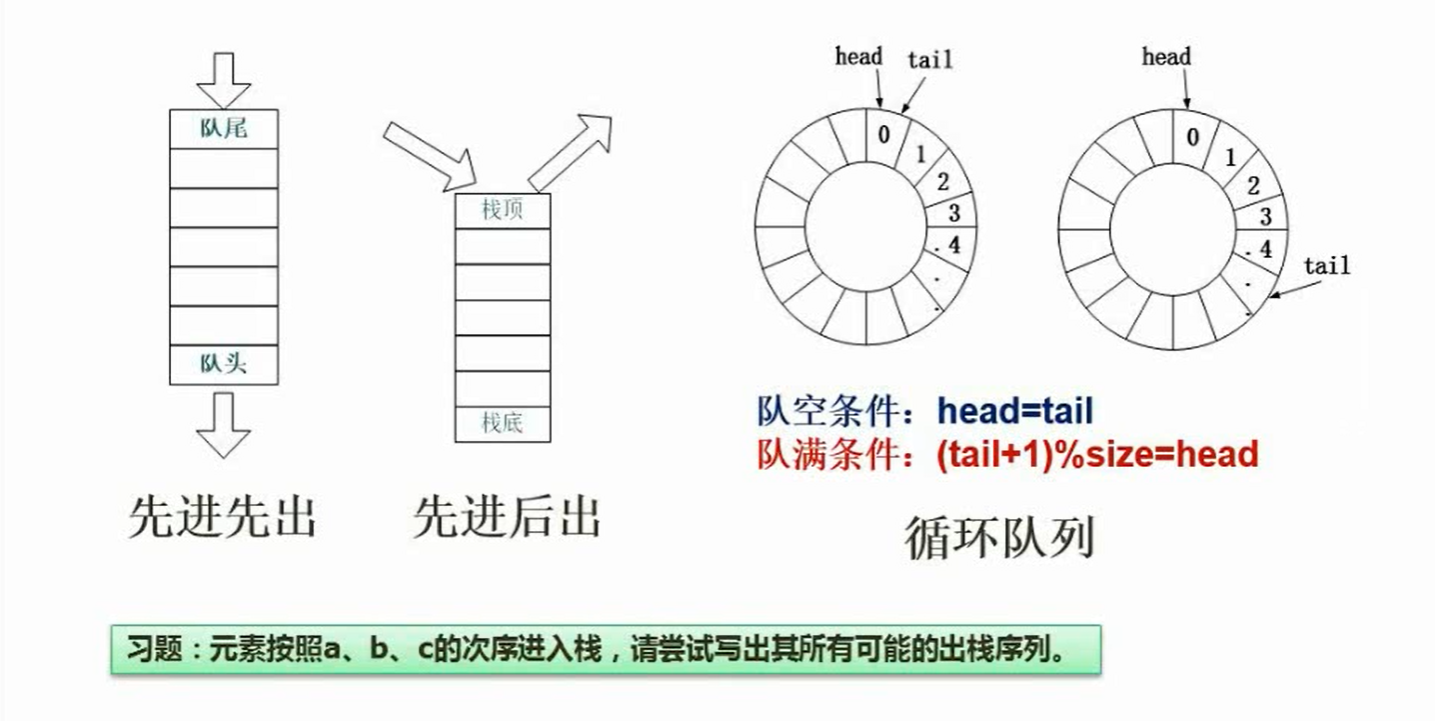 队尾
队头
先进先出
栈顶
栈底
先进后出
head tail
0
1
2
3
. 4
.
.
head
0
1
2
3
. 4
.
.
tail
队空条件：head=tail
队满条件：(tail+1)%size=head
循环队列
习题：元素按照a、b、c的次序进入栈，请尝试写出其所有可能的出栈序列。